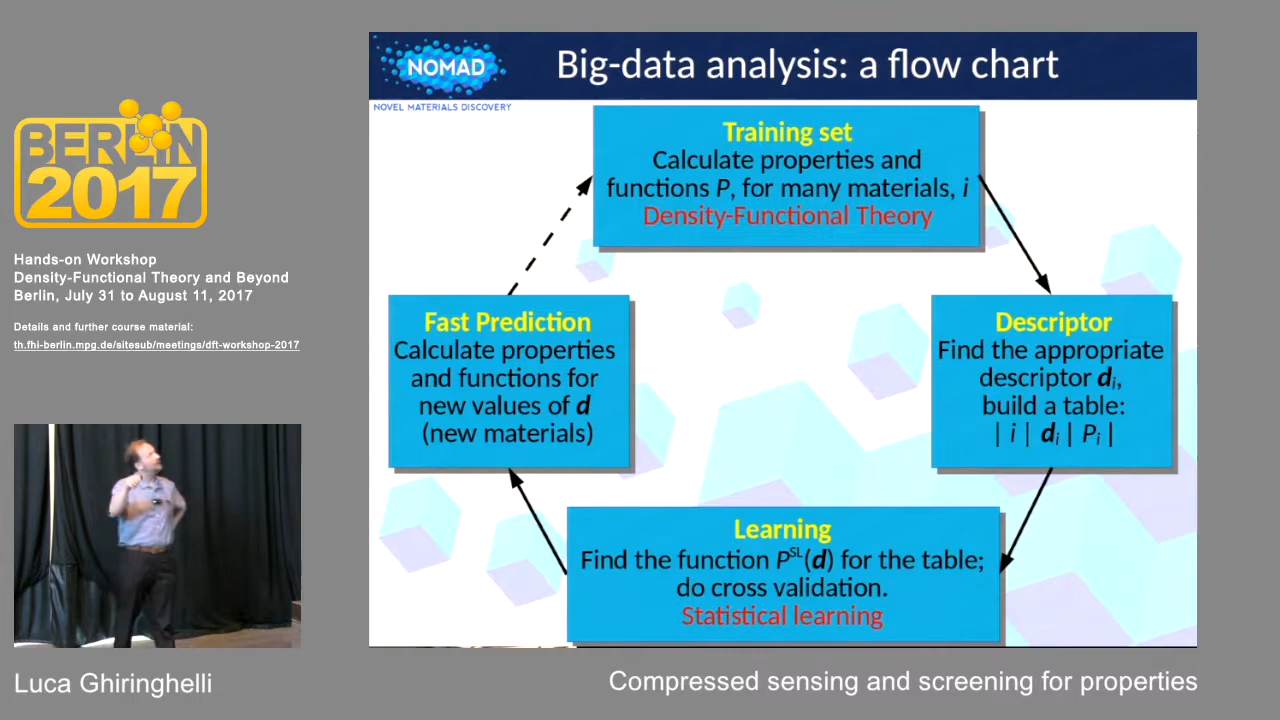 BERLIN
2017
Hands-on Workshop
Density-Functional Theory and Beyond
Berlin, July 31 to August 11, 2017
Details and further course material:
th.fhi-berlin.mpg.de/sitesub/meetings/dft-workshop-2017
Luca Ghiringhelli
NOMAD
NOVEL MATERIALS DISCOVERY
Big-data analysis: a flow chart
Training set
Calculate properties and
functions P, for many materials, i
Density-Functional Theory
Descriptor
Find the appropriate
descriptor dᵢ,
build a table:
| i | dᵢ | Pᵢ |
Learning
Find the function Pˢᴸ(d) for the table;
do cross validation.
Statistical learning
Fast Prediction
Calculate properties
and functions for
new values of d
(new materials)
Compressed sensing and screening for properties